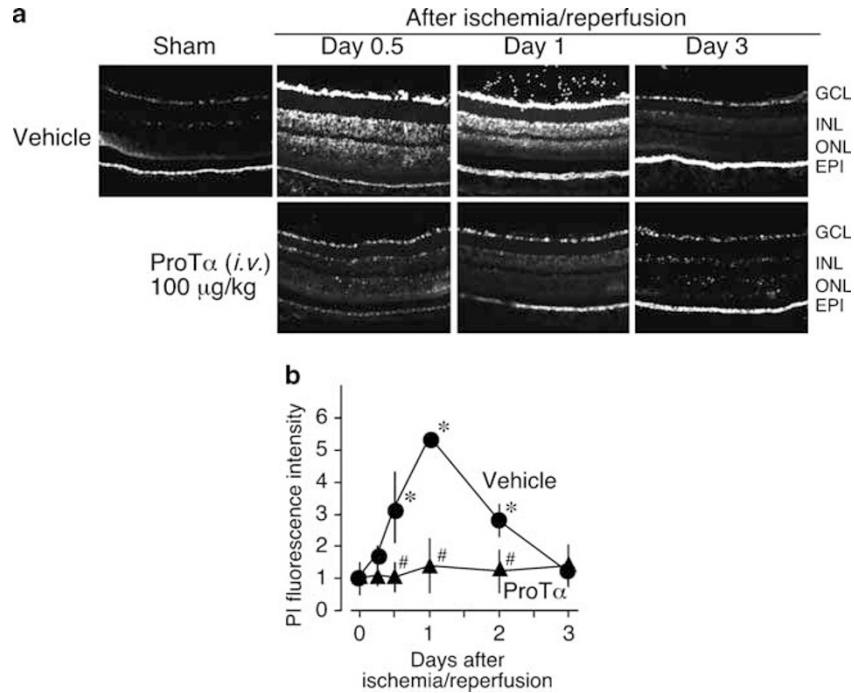 a
After ischemia/reperfusion
Sham
Day 0.5
Day 1
Day 3
Vehicle
GCL
INL
ONL
EPI
ProTα (i.v.)
100 μg/kg
GCL
INL
ONL
EPI
b
PI fluorescence intensity
6
5
4
3
2
1
0
*
*
*
Vehicle
#
#
#
ProTα
0
1
2
3
Days after
ischemia/reperfusion